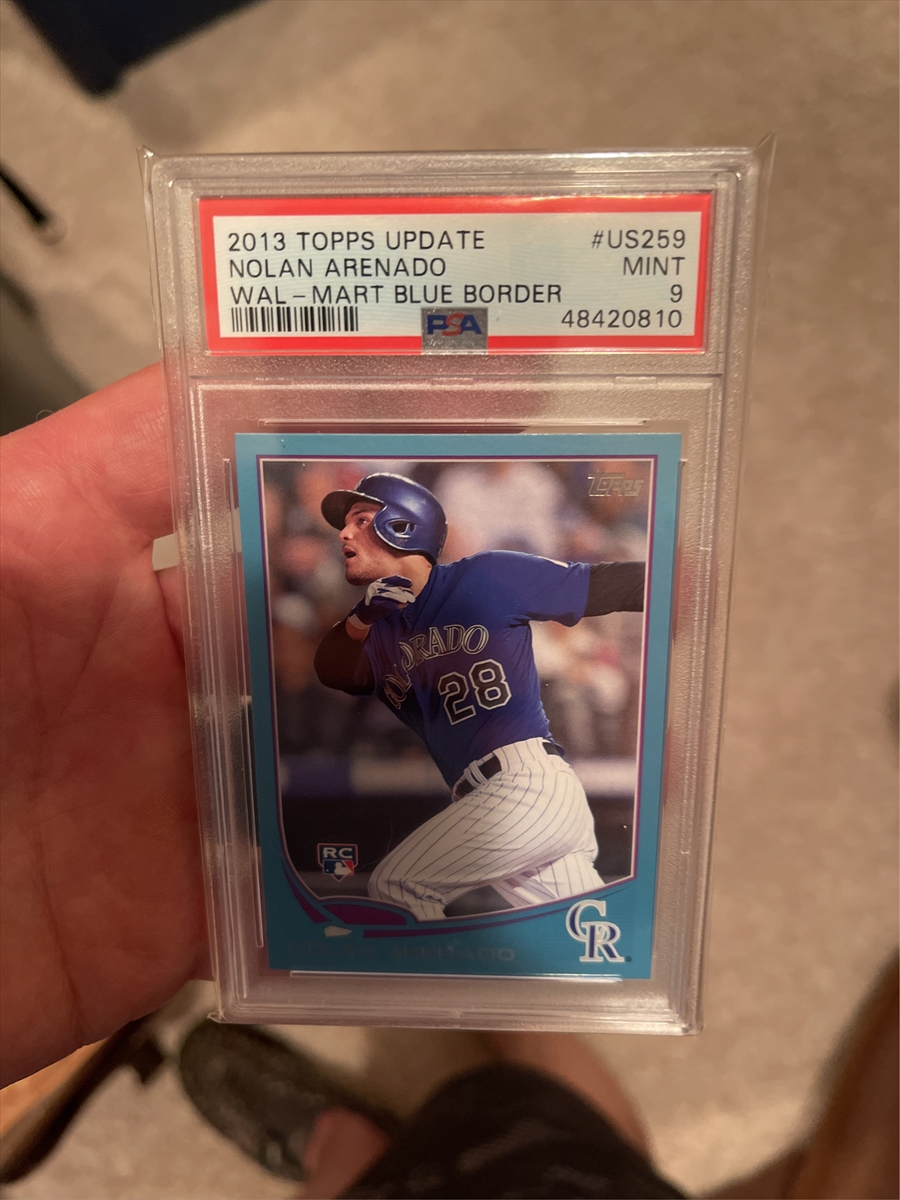 2013 TOPPS UPDATE #US259
NOLAN ARENADO MINT
WAL-MART BLUE BORDER 9
PSA 48420810
TOPPS
COLORADO
28
RC
CR